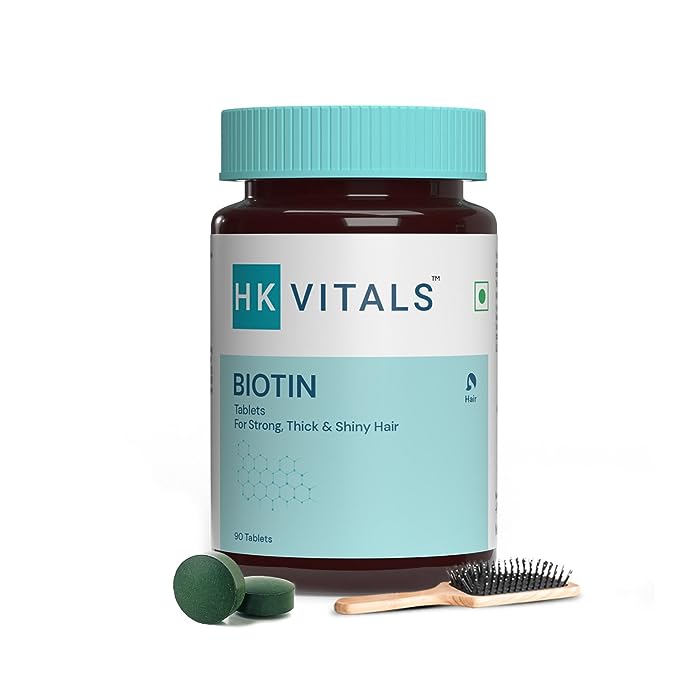 HK VITALS™
BIOTIN
Tablets
For Strong, Thick & Shiny Hair
Hair
90 Tablets